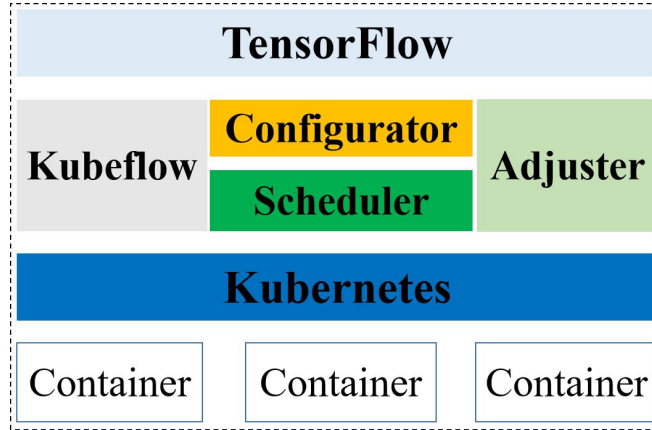 TensorFlow
Kubeflow
Configurator
Scheduler
Adjuster
Kubernetes
Container Container Container